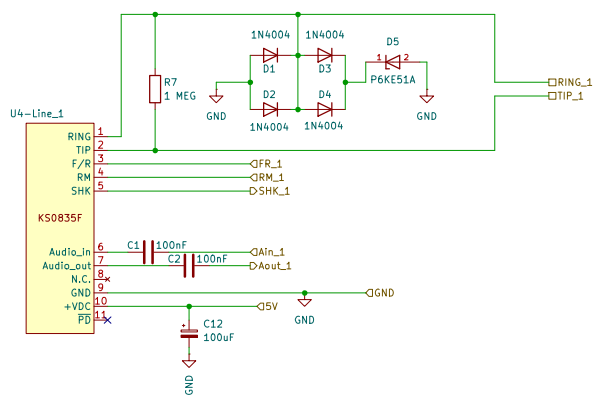 1N4004
1N4004
D1
D3
D5
1
2
P6KE51A
RING_1
TIP_1
R7
1 MEG
GND
D2
D4
1N4004
1N4004
GND
U4-Line_1
RING 1
TIP 2
F/R 3
FR_1
RM 4
RM_1
SHK 5
SHK_1
KS0835F
C1 100nF
Audio_in 6
Ain_1
C2 100nF
Audio_out 7
Aout_1
N.C. 8
GND 9
GND
+VDC 10
5V
GND
PD 11
+
C12
100uF
GND